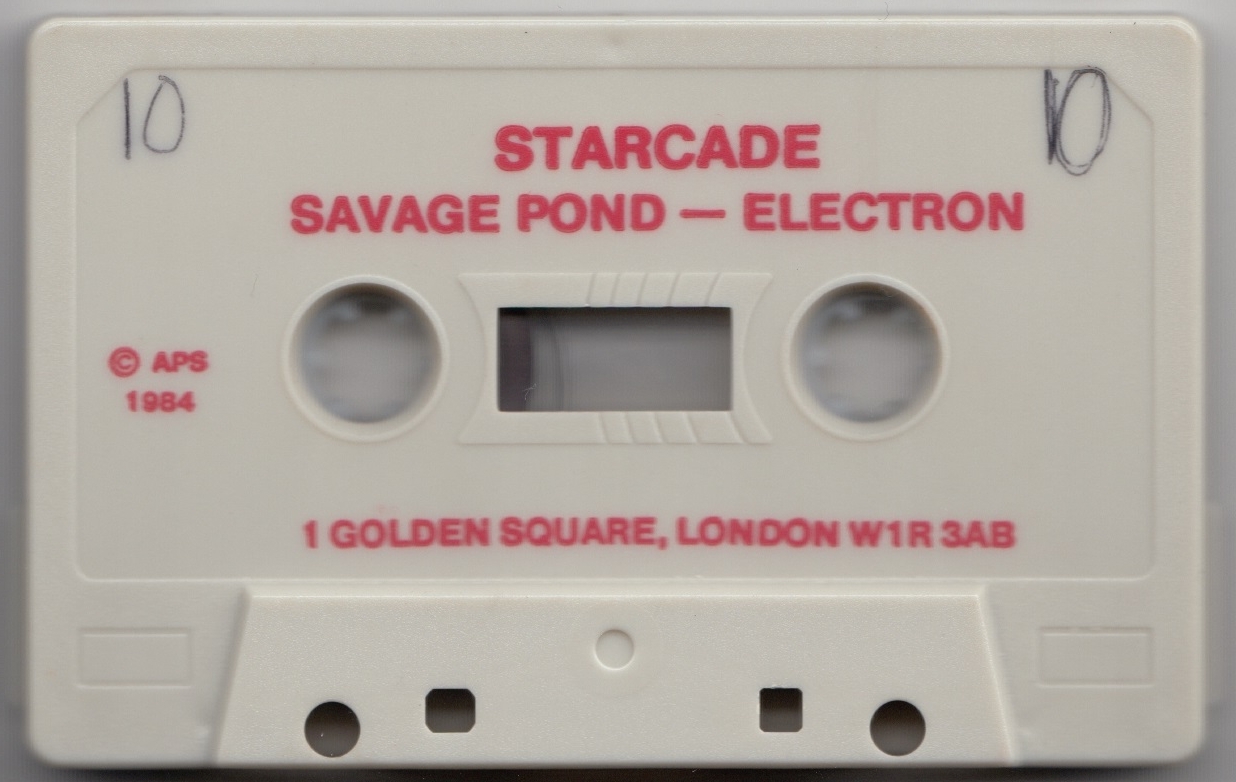 10
10
STARCADE
SAVAGE POND — ELECTRON
© APS
1984
1 GOLDEN SQUARE, LONDON W1R 3AB